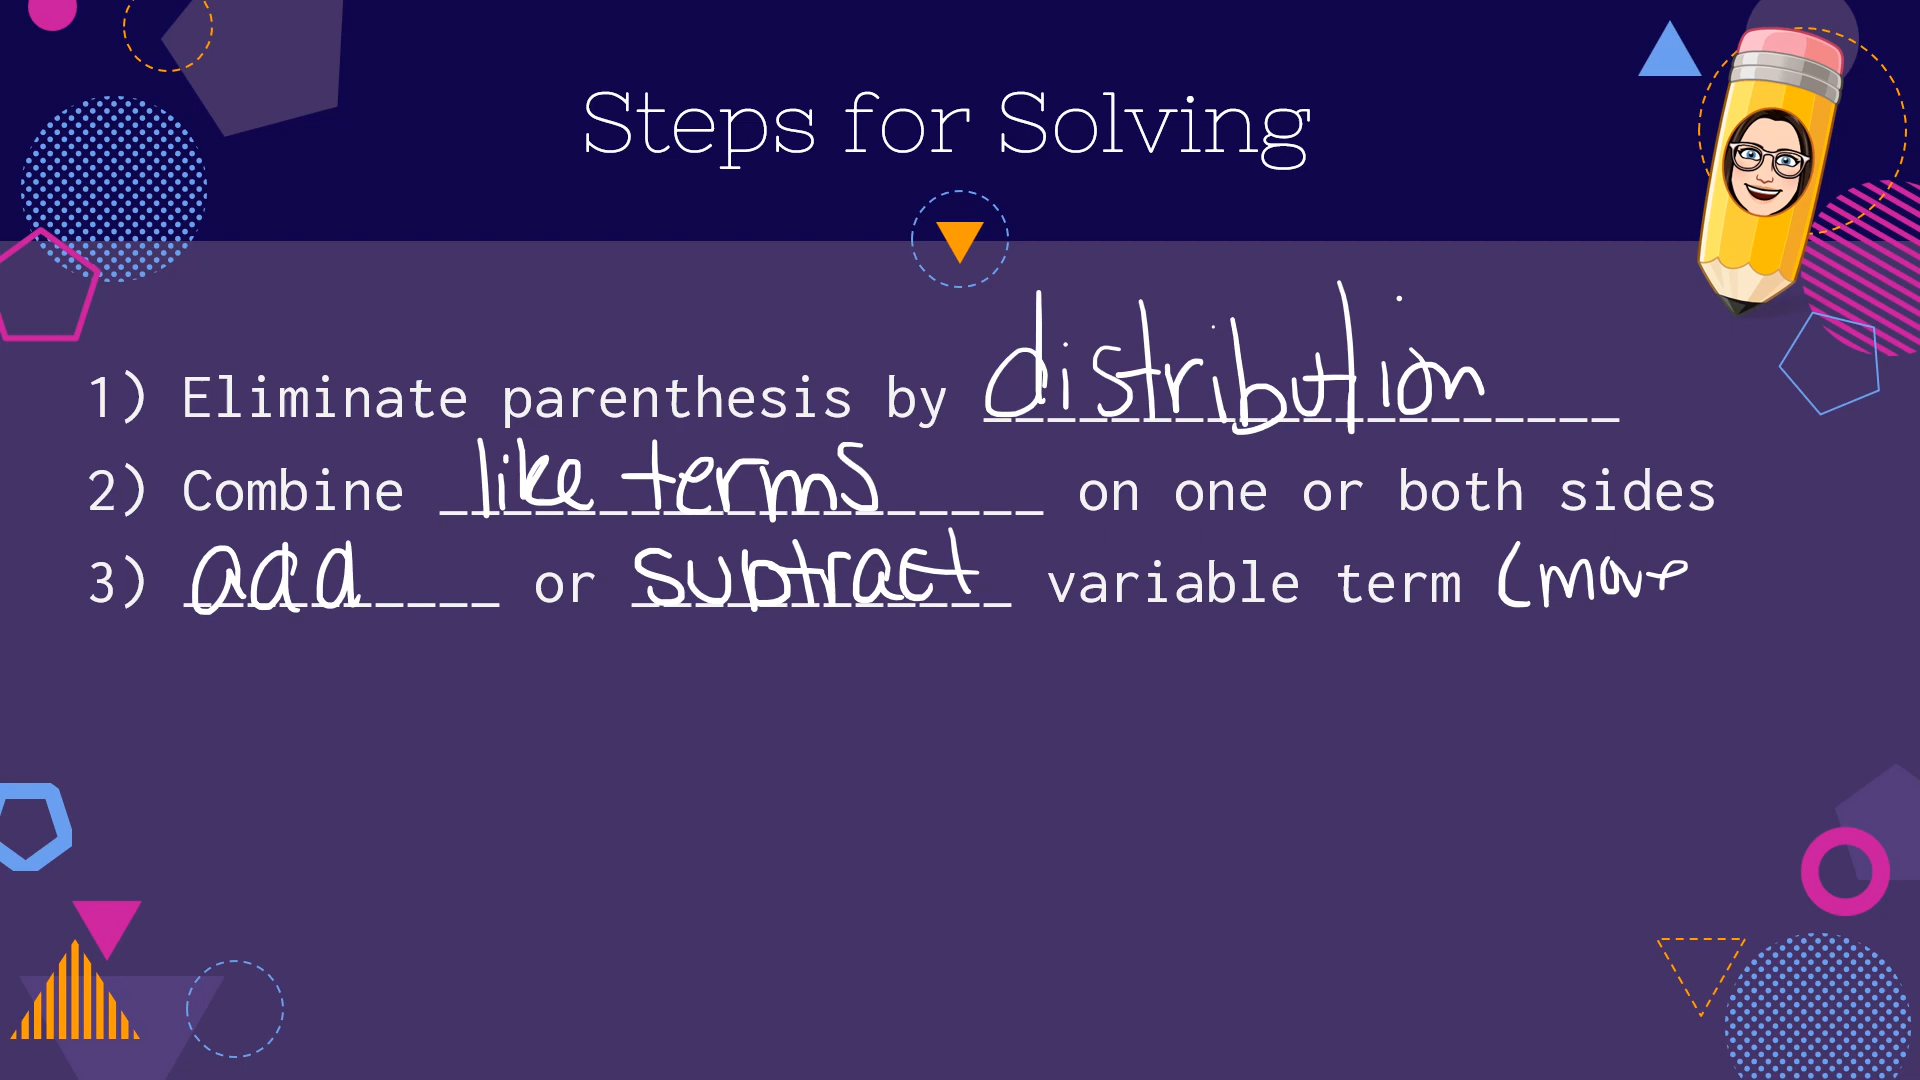 Steps for Solving
1) Eliminate parenthesis by distribution
2) Combine like terms on one or both sides
3) add or subtract variable term (move